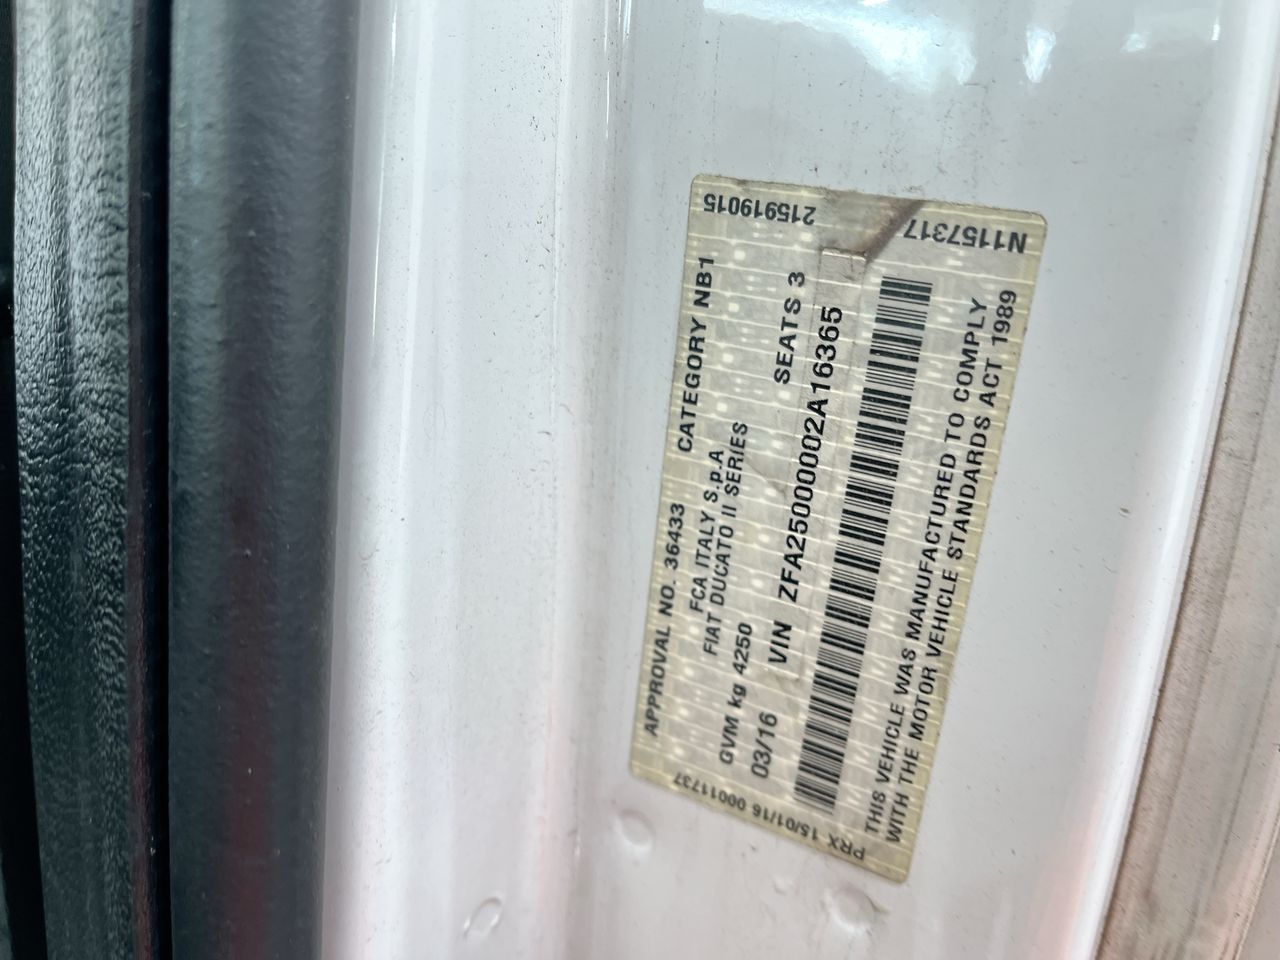 215919015
N1157317
APPROVAL NO. 36433 CATEGORY NB1
FCA ITALY S.p.A
FIAT DUCATO II SERIES
GVM kg 4250 SEATS 3
03/16 VIN ZFA25000002A16365
THIS VEHICLE WAS MANUFACTURED TO COMPLY
WITH THE MOTOR VEHICLE STANDARDS ACT 1989
PRX 15/01/16 00011737